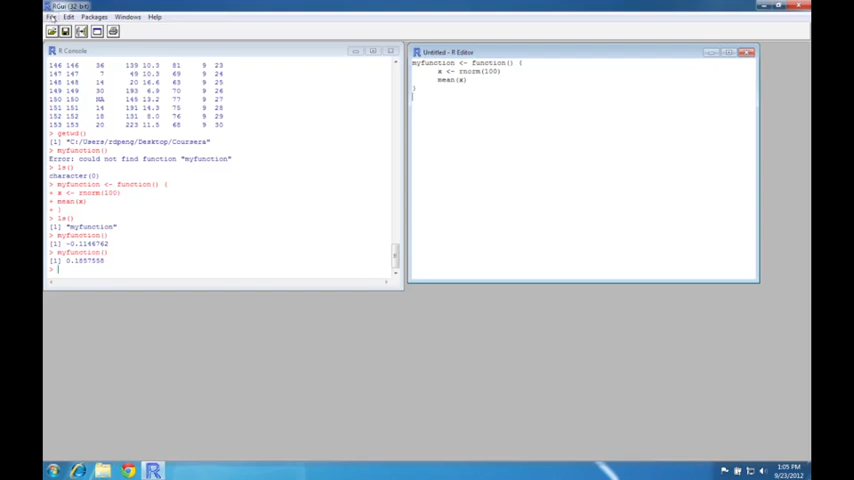 RGui (32-bit)
File Edit Packages Windows Help
R Console
146 146 36 139 10.3 81 9 23
147 147 7 49 10.3 69 9 24
148 148 14 20 16.6 63 9 25
149 149 30 193 6.9 70 9 26
150 150 NA 145 13.2 77 9 27
151 151 14 191 14.3 75 9 28
152 152 18 131 8.0 76 9 29
153 153 20 223 11.5 68 9 30
> getwd()
[1] "C:/Users/rdpeng/Desktop/Coursera"
> myfunction()
Error: could not find function "myfunction"
> ls()
character(0)
> myfunction <- function() {
+ x <- rnorm(100)
+ mean(x)
+ }
> ls()
[1] "myfunction"
> myfunction()
[1] -0.1146762
> myfunction()
[1] 0.1857558
>
Untitled - R Editor
myfunction <- function() {
x <- rnorm(100)
mean(x)
}
1:05 PM
9/23/2012